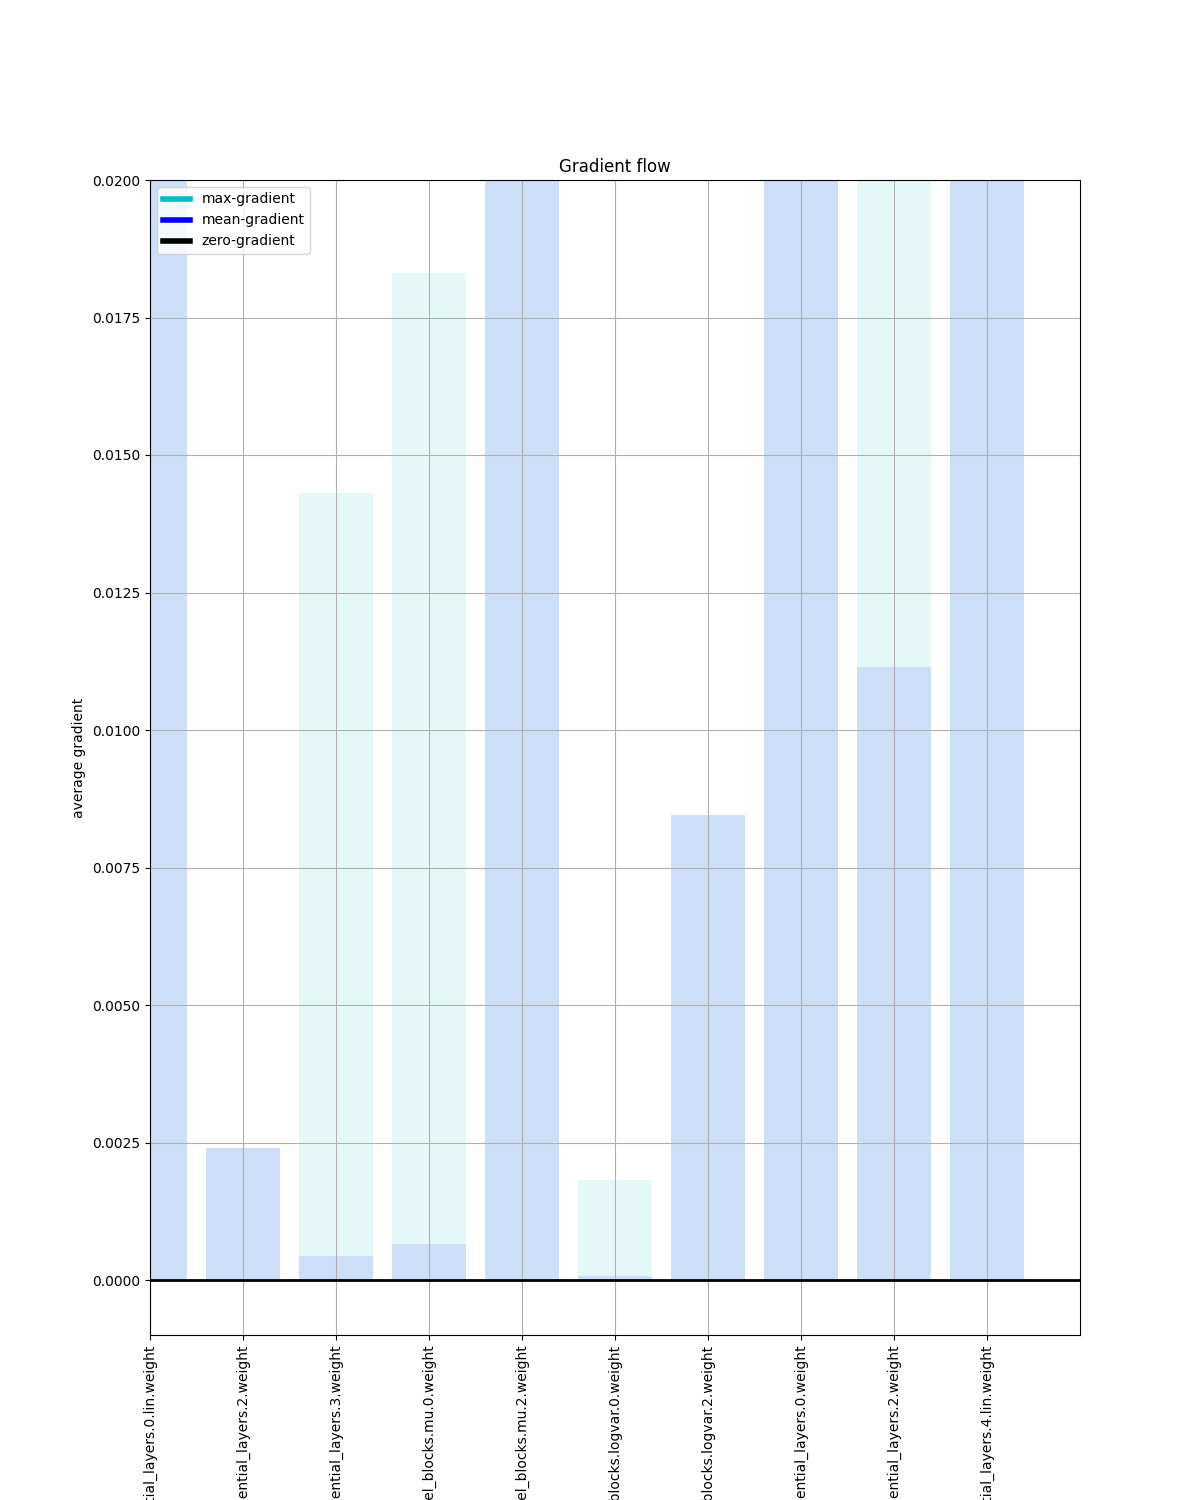 Gradient flow
max-gradient
mean-gradient
zero-gradient
0.0200
0.0175
0.0150
0.0125
0.0100
0.0075
0.0050
0.0025
0.0000
average gradient
tial_layers.0.lin.weight
ential_layers.2.weight
ential_layers.3.weight
el_blocks.mu.0.weight
el_blocks.mu.2.weight
blocks.logvar.0.weight
blocks.logvar.2.weight
ential_layers.0.weight
ential_layers.2.weight
tial_layers.4.lin.weight